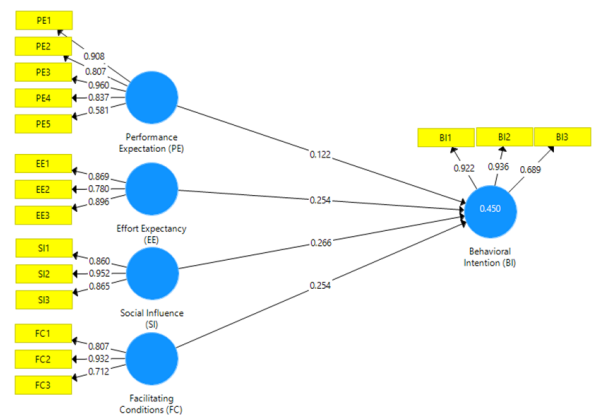 PE1
PE2
PE3
PE4
PE5
0.908
0.807
0.960
0.837
0.581
Performance
Expectation (PE)
0.122
EE1
EE2
EE3
0.869
0.780
0.896
Effort Expectancy
(EE)
0.254
SI1
SI2
SI3
0.860
0.952
0.865
Social Influence
(SI)
0.266
FC1
FC2
FC3
0.807
0.932
0.712
Facilitating
Conditions (FC)
0.254
BI1 BI2 BI3
0.922 0.936 0.689
0.450
Behavioral
Intention (BI)